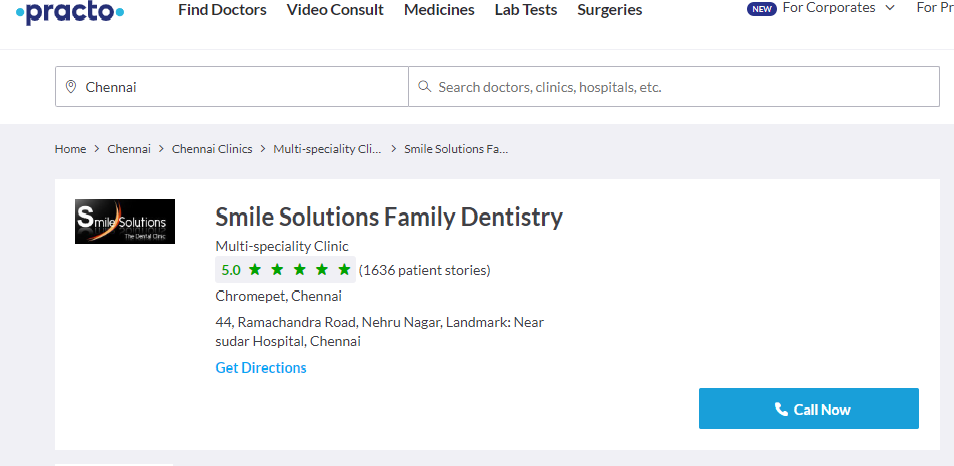 practo
Find Doctors Video Consult Medicines Lab Tests Surgeries NEW For Corporates For Pr
Chennai Search doctors, clinics, hospitals, etc.
Home > Chennai > Chennai Clinics > Multi-speciality Cli... > Smile Solutions Fa...
Smile Solutions
The Dental Clinic
Smile Solutions Family Dentistry
Multi-speciality Clinic
5.0 ★ ★ ★ ★ ★ (1636 patient stories)
Chromepet, Chennai
44, Ramachandra Road, Nehru Nagar, Landmark: Near
sudar Hospital, Chennai
Get Directions
Call Now